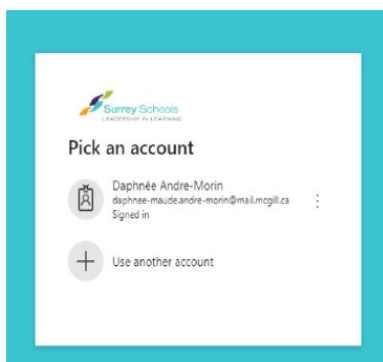 Surrey Schools
LEADERSHIP IN LEARNING
Pick an account
Daphnée Andre-Morin
daphnee-maude.andre-morin@mail.mcgill.ca
Signed in
Use another account